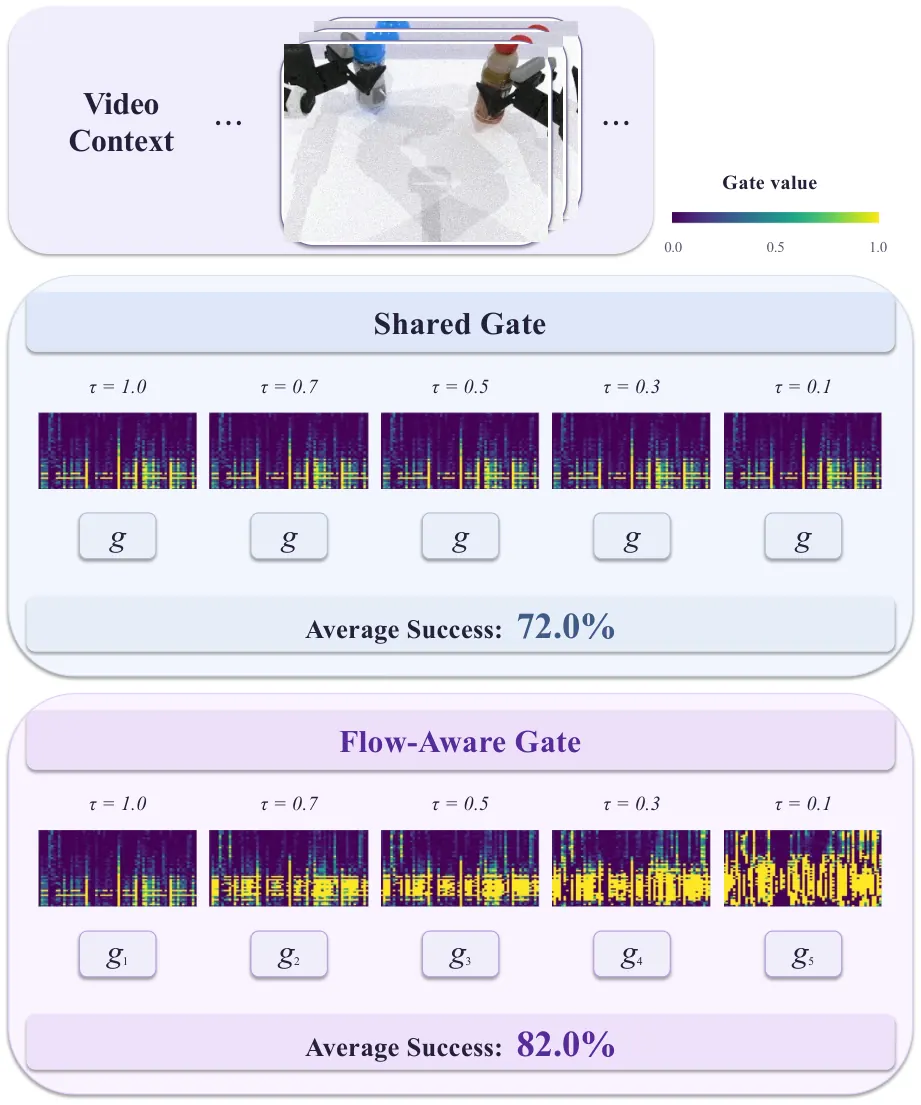 Video
Context
...
...
Gate value
0.0 0.5 1.0
Shared Gate
τ = 1.0 τ = 0.7 τ = 0.5 τ = 0.3 τ = 0.1
g g g g g
Average Success: 72.0%
Flow-Aware Gate
τ = 1.0 τ = 0.7 τ = 0.5 τ = 0.3 τ = 0.1
g₁ g₂ g₃ g₄ g₅
Average Success: 82.0%